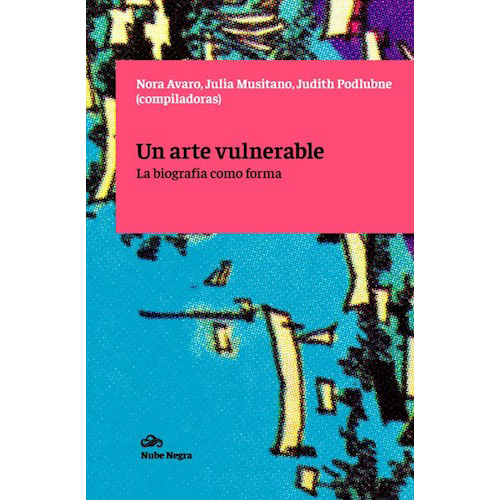 Nora Avaro, Julia Musitano, Judith Podlubne
(compiladoras)
Un arte vulnerable
La biografía como forma
Nube Negra